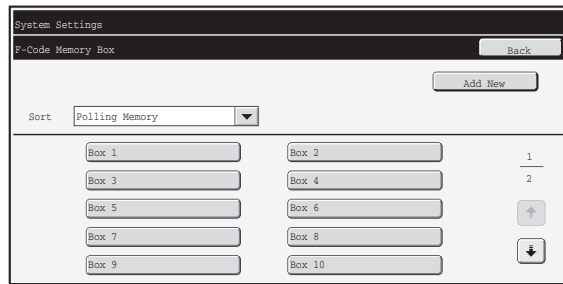 System Settings
F-Code Memory Box
Back
Add New
Sort Polling Memory
Box 1 Box 2
1
Box 3 Box 4
2
Box 5 Box 6
Box 7 Box 8
Box 9 Box 10